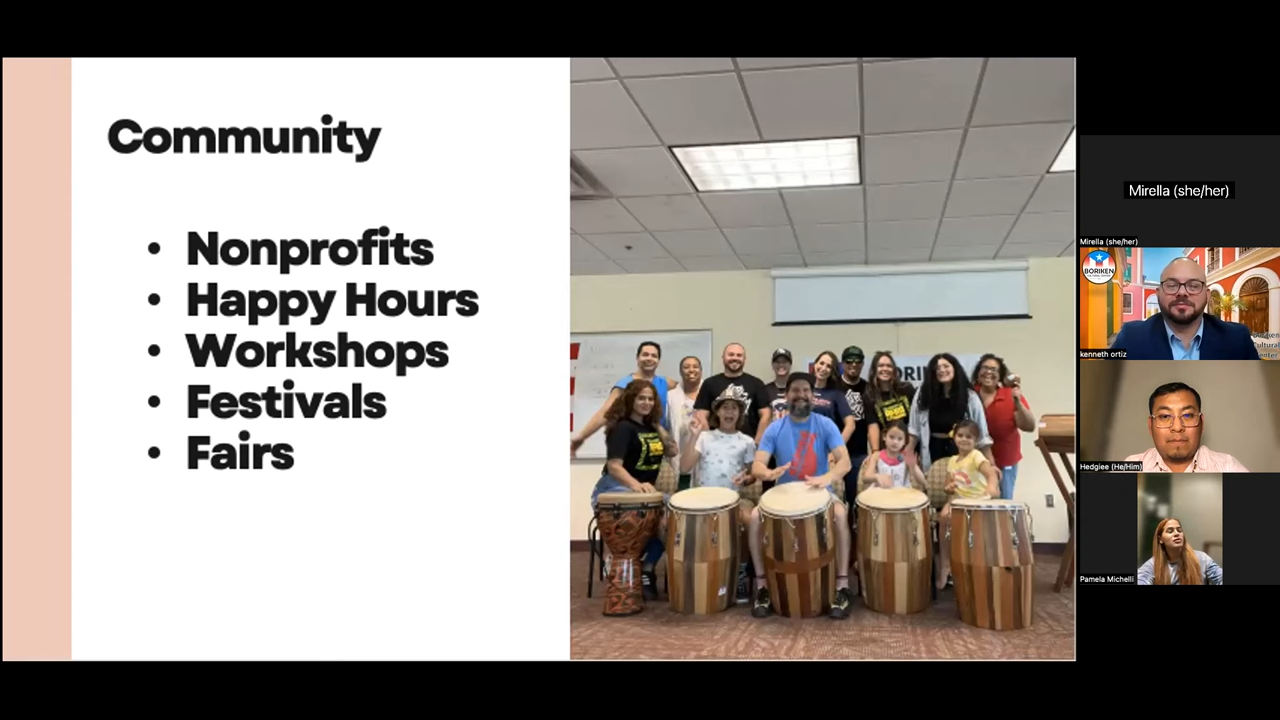 Community
• Nonprofits
• Happy Hours
• Workshops
• Festivals
• Fairs
Mirella (she/her)
Mirella (she/her)
BORIKEN
kenneth ortiz
Cultural
Hedgiee (He/Him)
Pamela Michelli